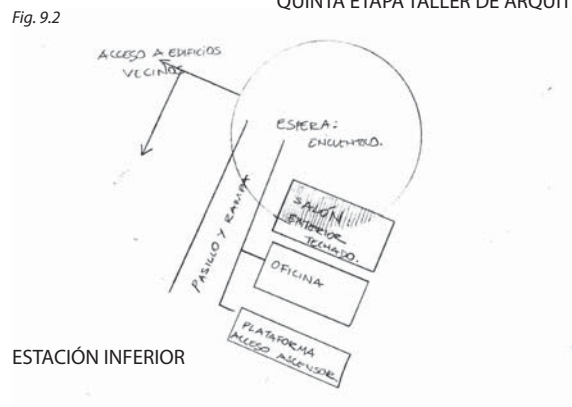 QUINTA ETAPA TALLER DE ARQUIT
Fig. 9.2
ACCESO A EDIFICIOS
VECINOS
ESPERA:
ENCUENTRO.
PASILLO Y RAMPA
SALÓN
EXTERIOR
TECHADO.
OFICINA
PLATAFORMA
ACCESO ASCENSOR.
ESTACIÓN INFERIOR